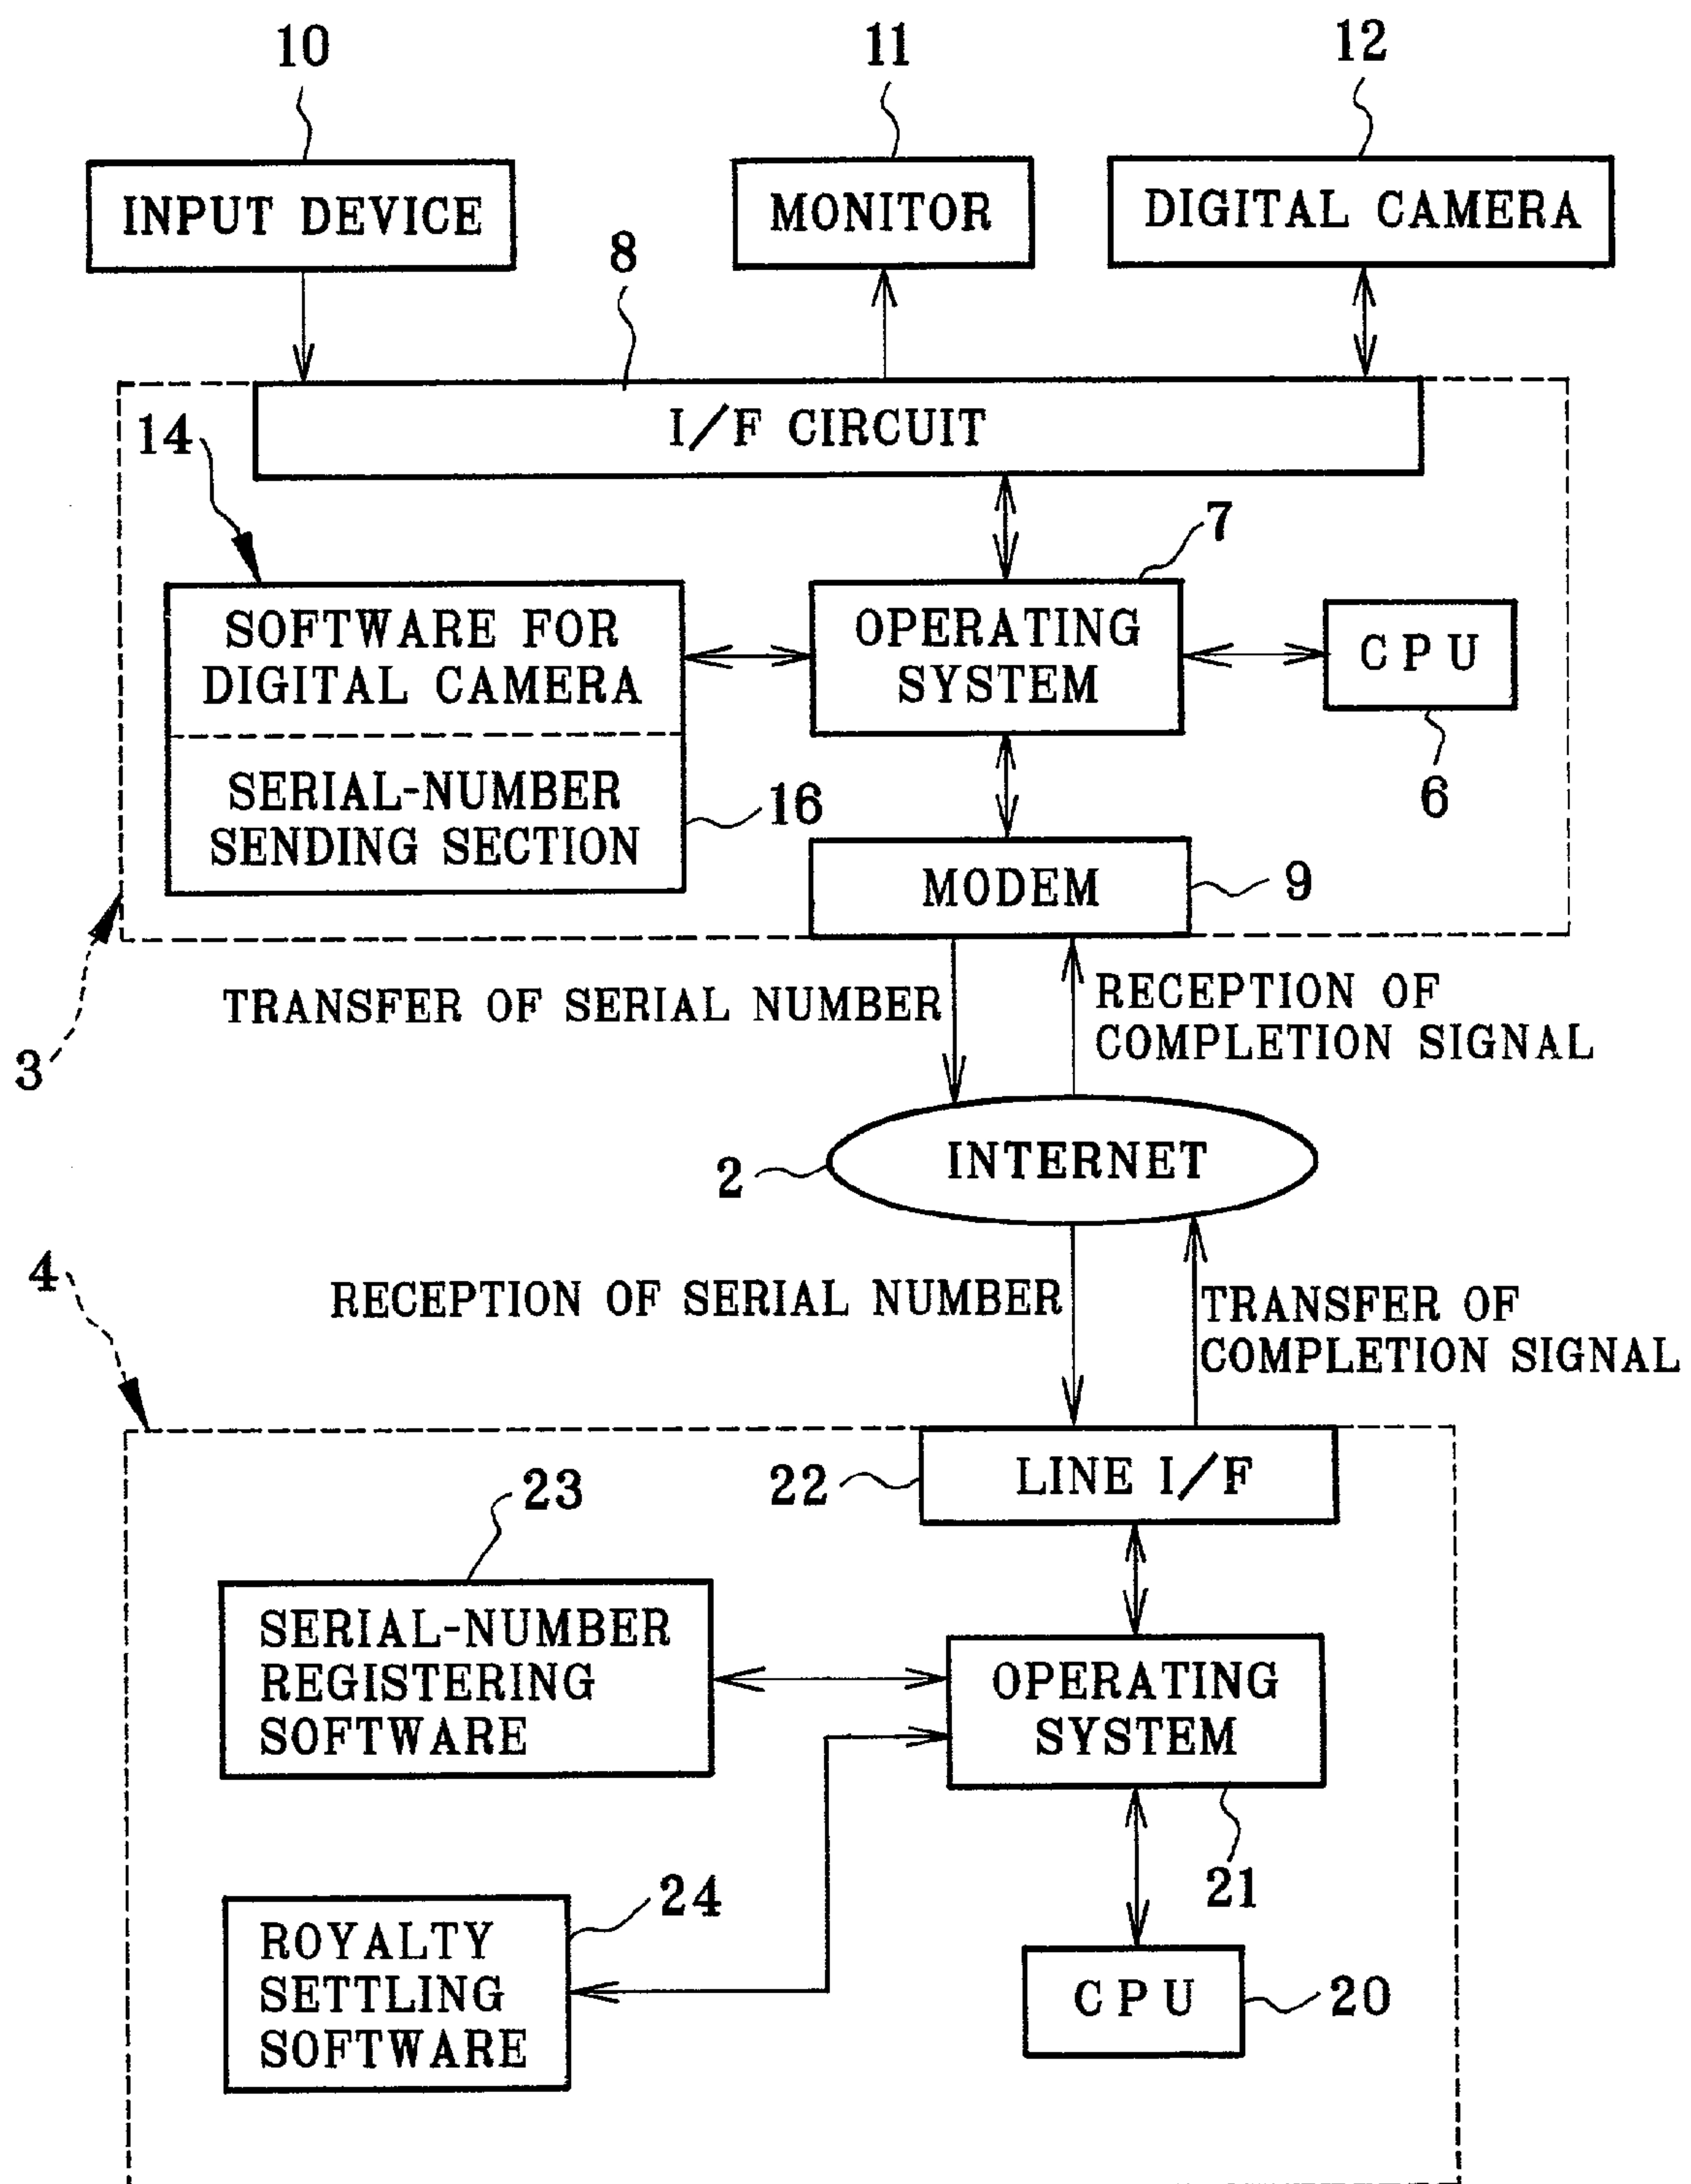 10
11
12
INPUT DEVICE
MONITOR
DIGITAL CAMERA
8
I/F CIRCUIT
14
7
SOFTWARE FOR
DIGITAL CAMERA
OPERATING
SYSTEM
CPU
6
SERIAL-NUMBER
SENDING SECTION
16
MODEM
9
3
TRANSFER OF SERIAL NUMBER
RECEPTION OF
COMPLETION SIGNAL
2
INTERNET
4
RECEPTION OF SERIAL NUMBER
TRANSFER OF
COMPLETION SIGNAL
22
LINE I/F
23
SERIAL-NUMBER
REGISTERING
SOFTWARE
OPERATING
SYSTEM
21
24
ROYALTY
SETTLING
SOFTWARE
CPU
20